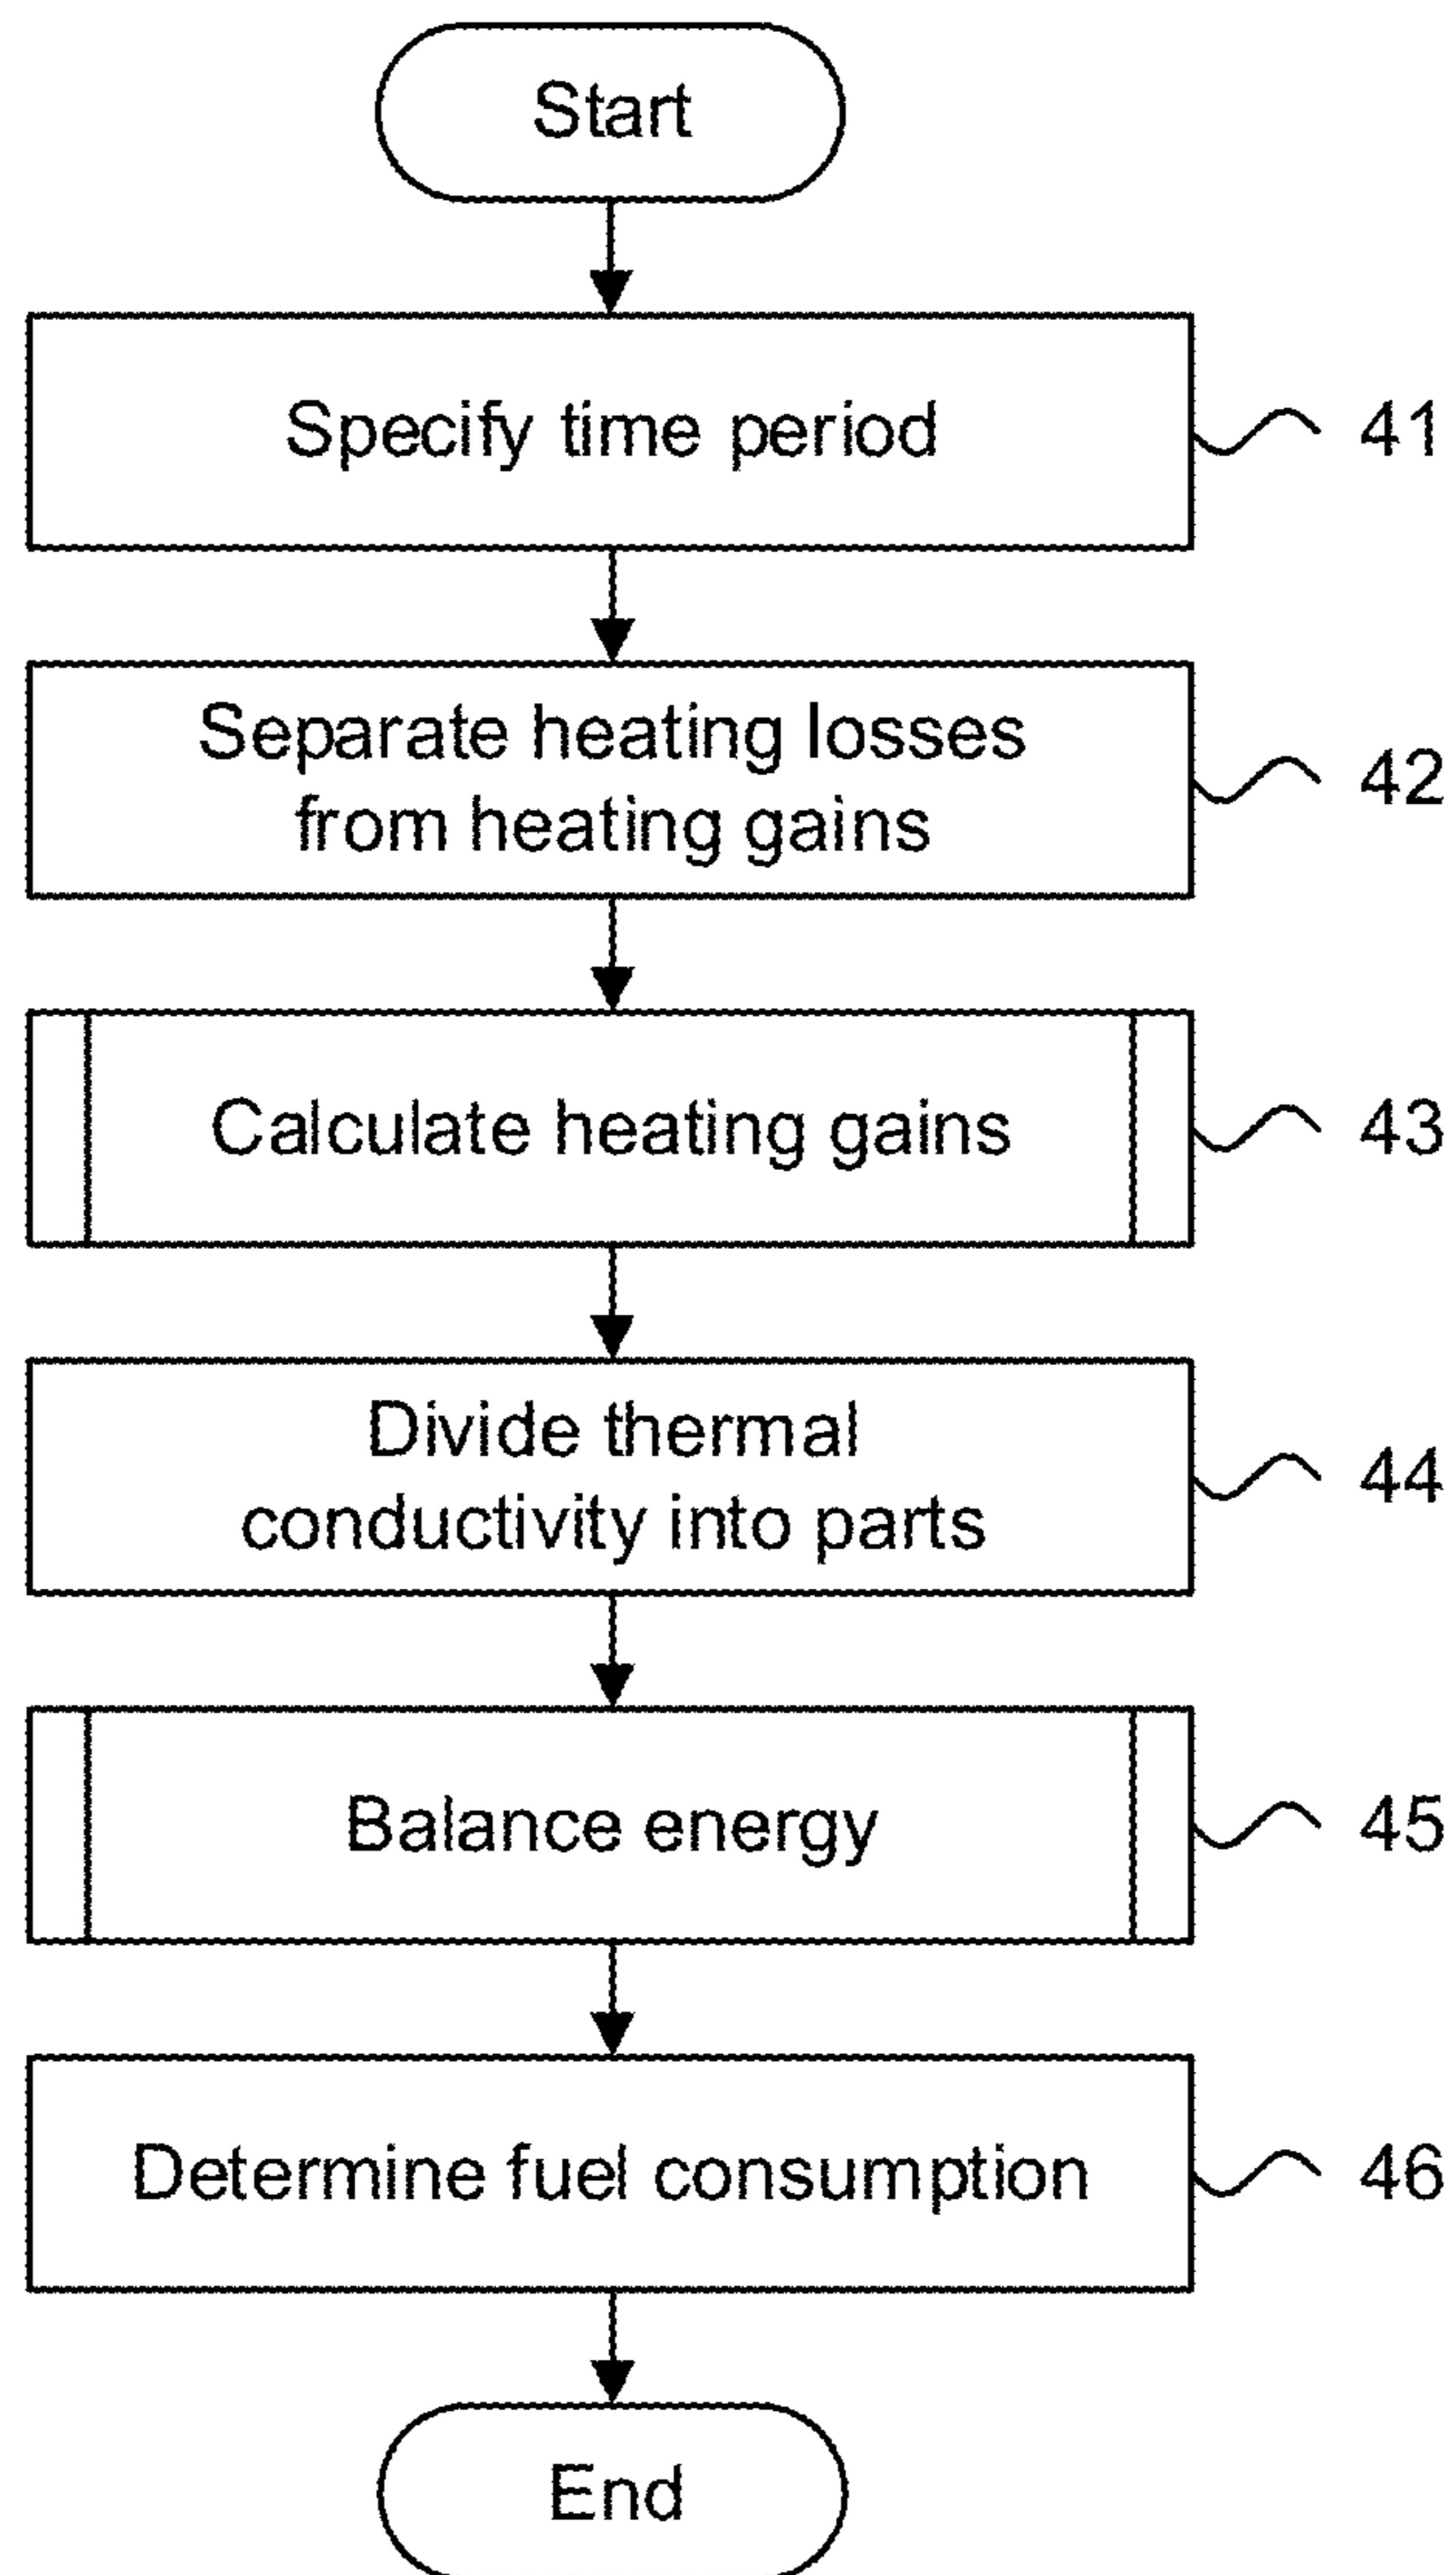 Start
Specify time period
41
Separate heating losses
from heating gains
42
Calculate heating gains
43
Divide thermal
conductivity into parts
44
Balance energy
45
Determine fuel consumption
46
End